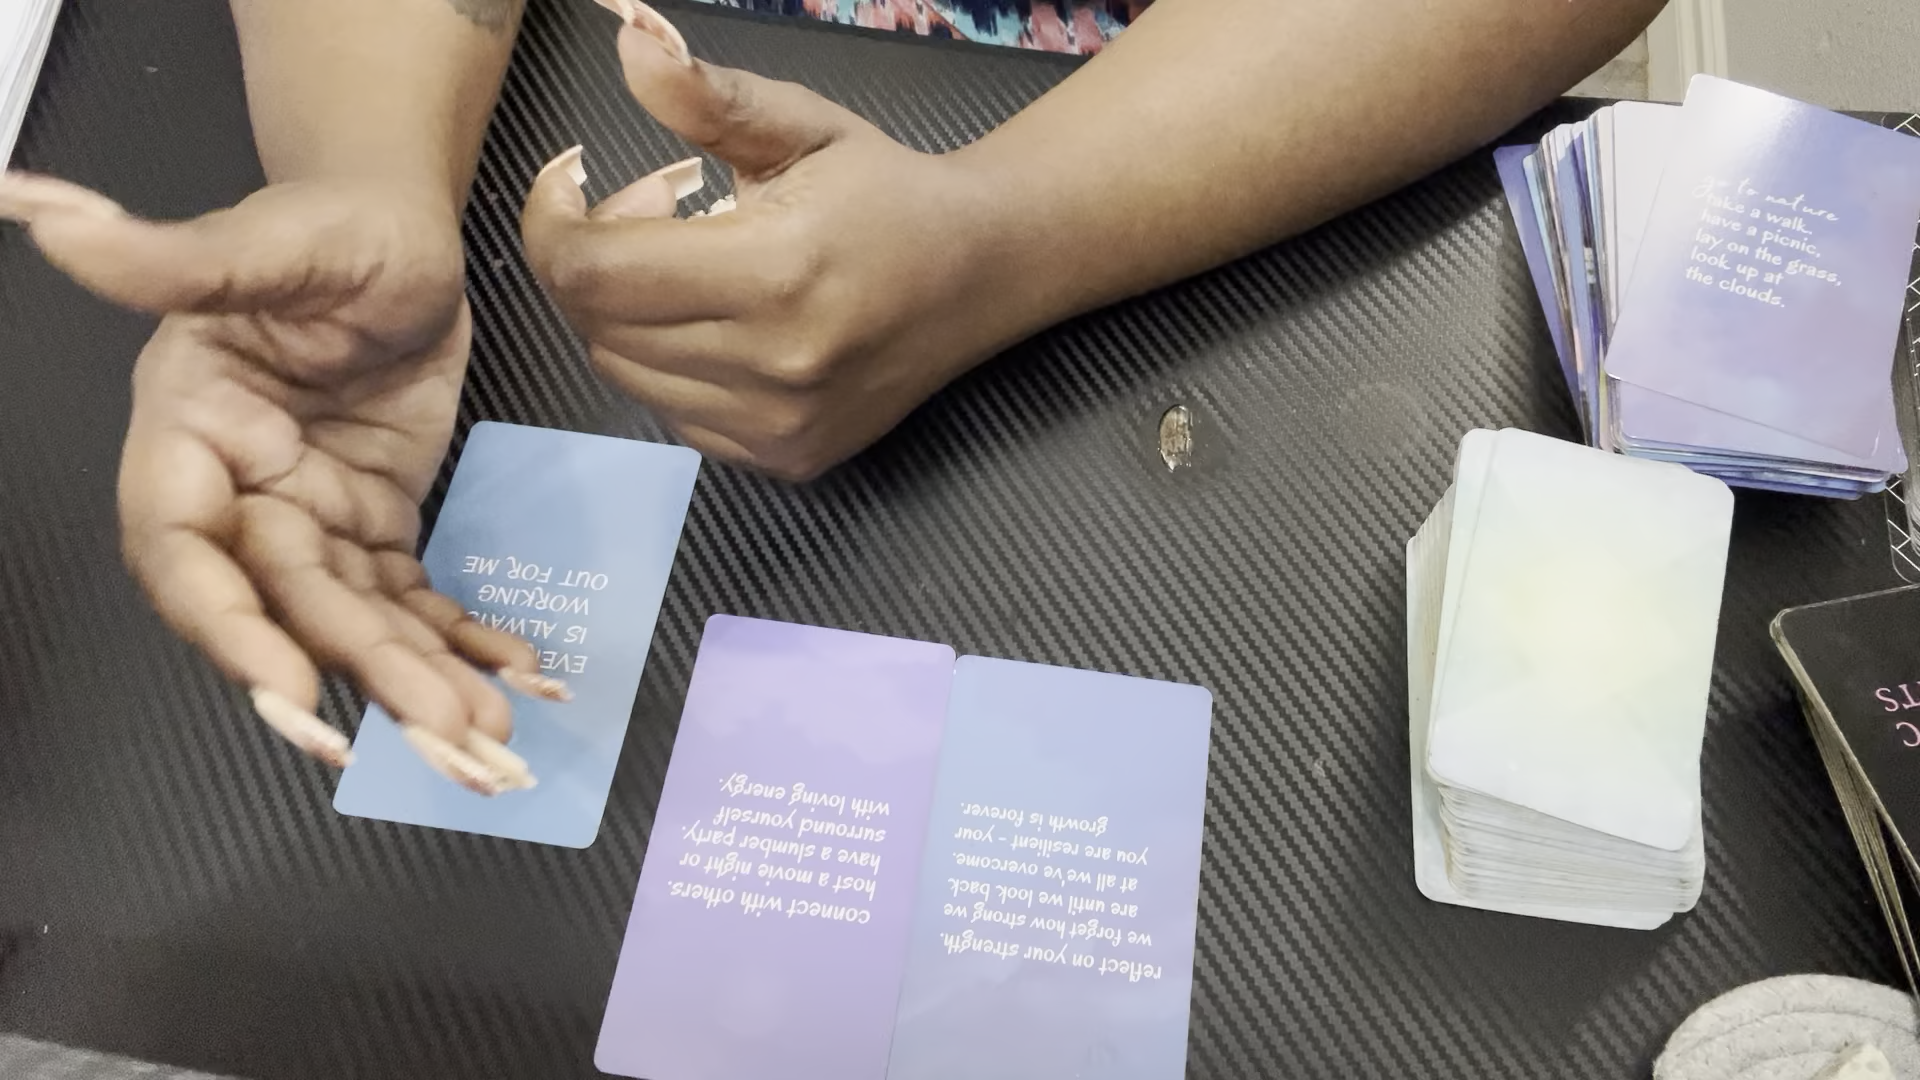 go to nature
take a walk.
have a picnic,
lay on the grass,
look up at
the clouds.
IS ALWAYS
WORKING
OUT FOR ME
connect with others.
host a movie night or
have a slumber party.
surround yourself
with loving energy.
reflect on your strength.
we forget how strong we
are until we look back
at all we've overcome.
you are resilient - your
growth is forever.